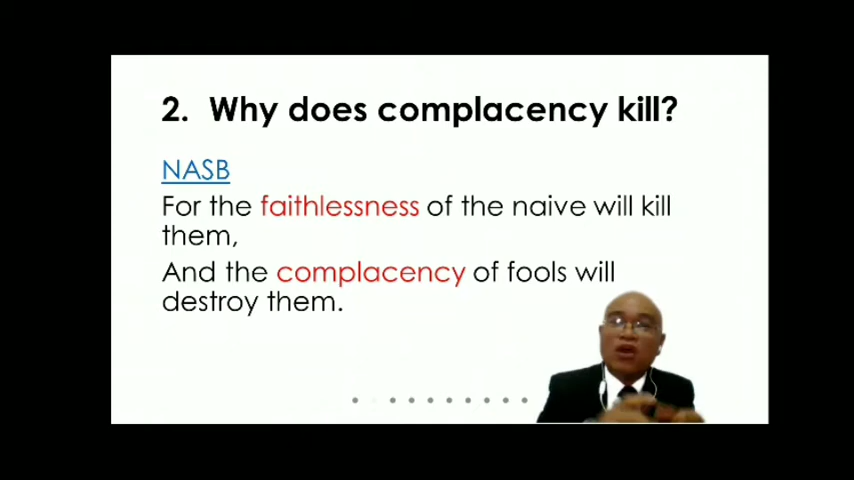 2. Why does complacency kill?
NASB
For the faithlessness of the naive will kill
them,
And the complacency of fools will
destroy them.